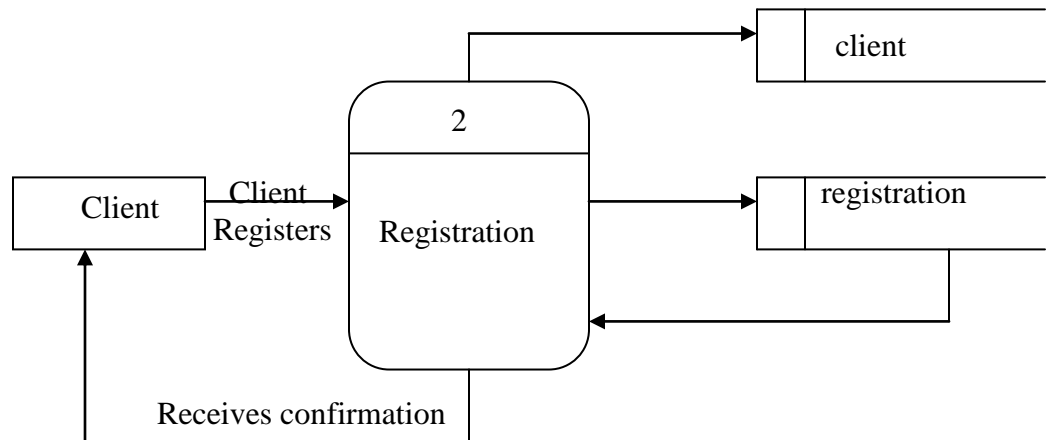 client
2
Client
Client
Registers
Registration
registration
Receives confirmation